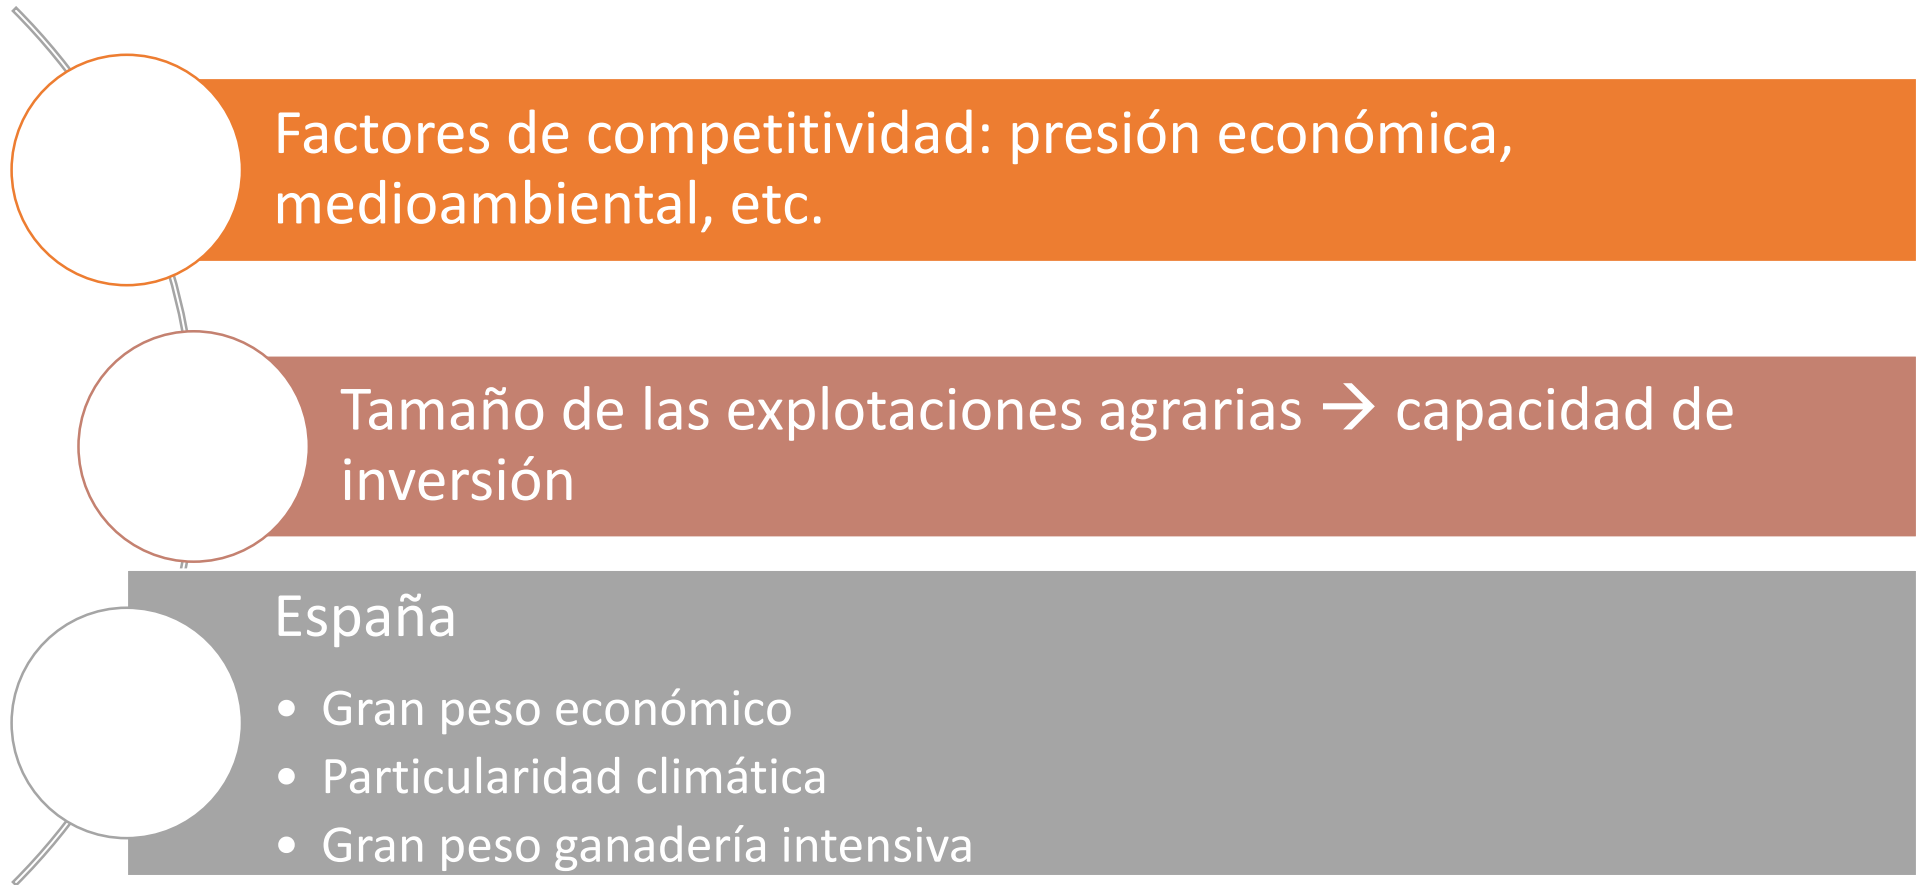 Factores de competitividad: presión económica,
medioambiental, etc.
Tamaño de las explotaciones agrarias → capacidad de
inversión
España
• Gran peso económico
• Particularidad climática
• Gran peso ganadería intensiva